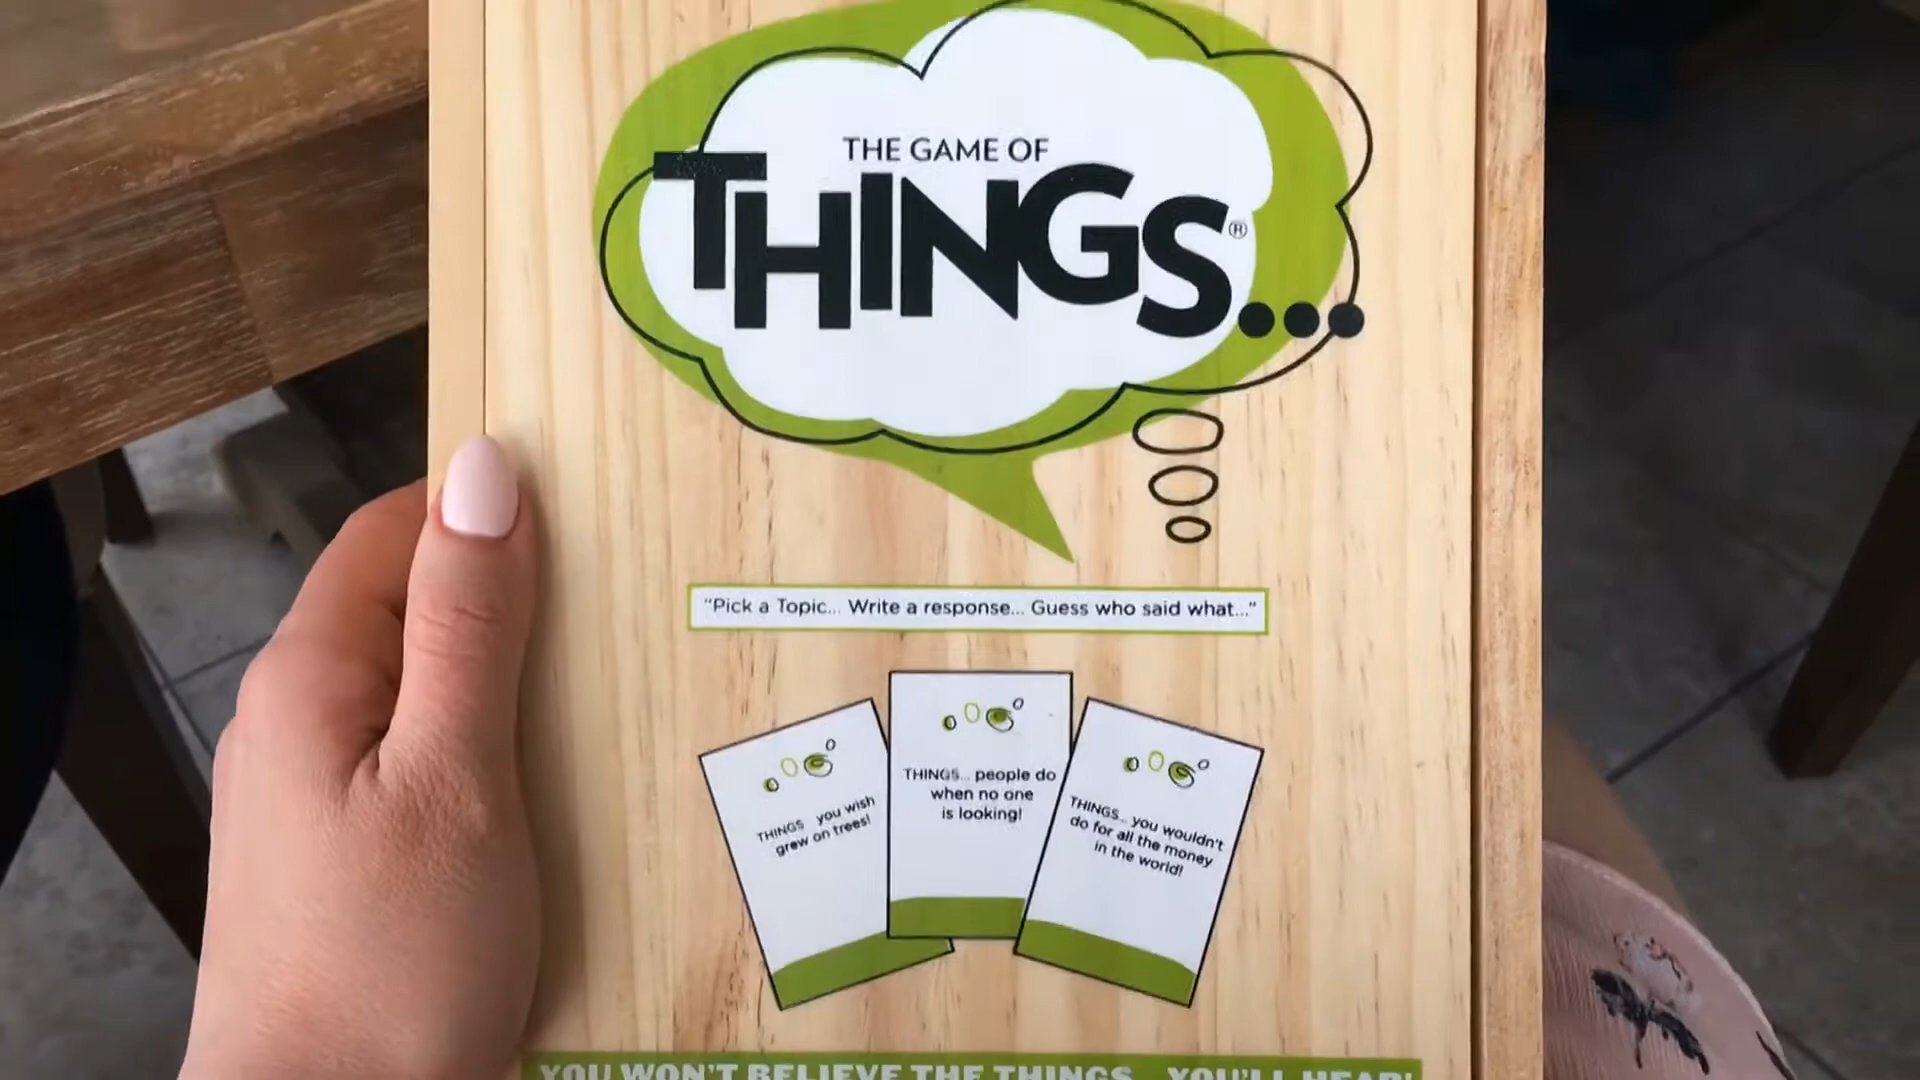 THE GAME OF
THINGS...®
“Pick a Topic... Write a response... Guess who said what...”
THINGS you wish
grew on trees!
THINGS... people do
when no one
is looking!
THINGS... you wouldn't
do for all the money
in the world!
YOU WON'T BELIEVE THE THINGS... YOU'LL HEAR!